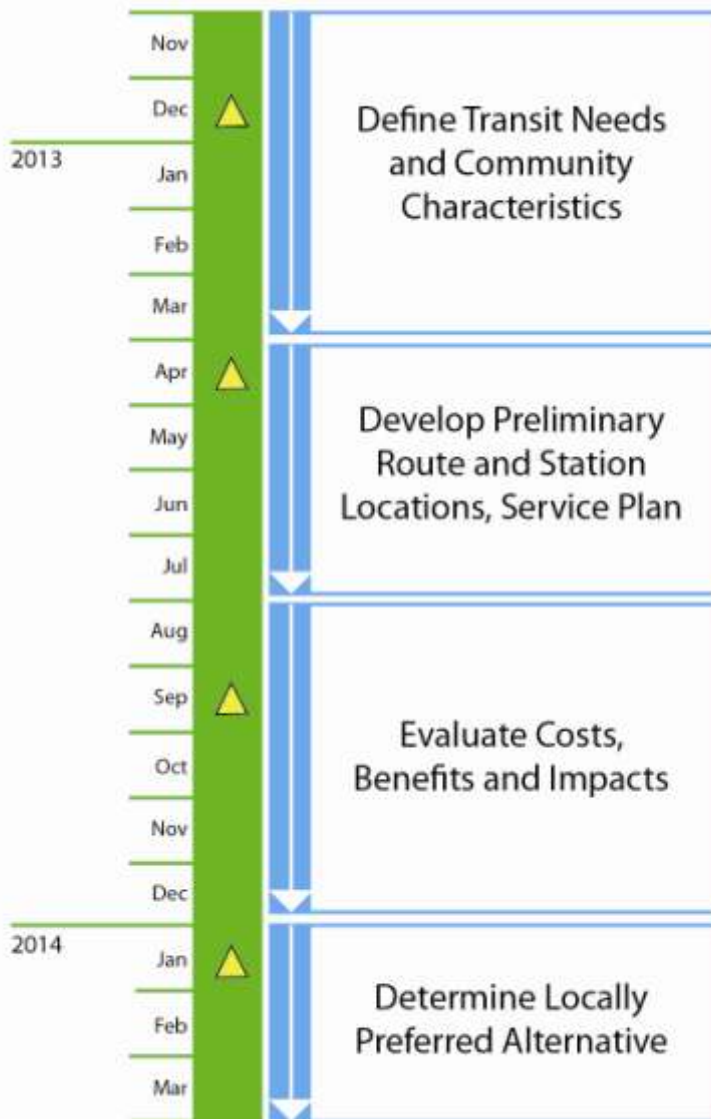 Nov
Dec
2013
Jan
Feb
Mar
Define Transit Needs
and Community
Characteristics
Apr
May
Jun
Jul
Develop Preliminary
Route and Station
Locations, Service Plan
Aug
Sep
Oct
Nov
Dec
Evaluate Costs,
Benefits and Impacts
2014
Jan
Feb
Mar
Determine Locally
Preferred Alternative